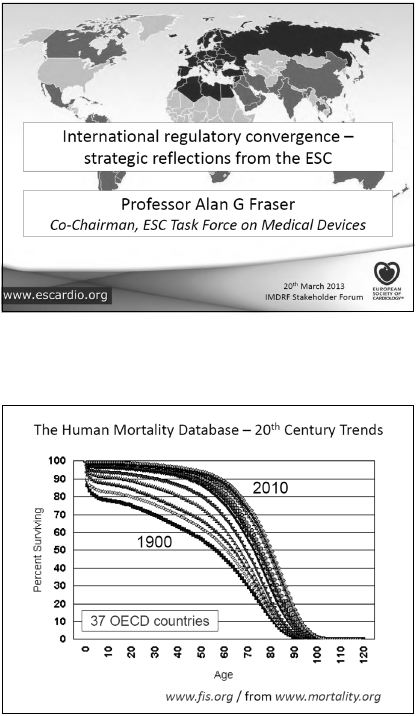 International regulatory convergence –
strategic reflections from the ESC
Professor Alan G Fraser
Co-Chairman, ESC Task Force on Medical Devices
www.escardio.org
20th March 2013
IMDRF Stakeholder Forum
EUROPEAN
SOCIETY OF
CARDIOLOGY®
The Human Mortality Database – 20th Century Trends
Percent Surviving
100
90
80
70
60
50
40
30
20
10
0
2010
1900
37 OECD countries
0 10 20 30 40 50 60 70 80 90 100 110 120
Age
www.fis.org / from www.mortality.org